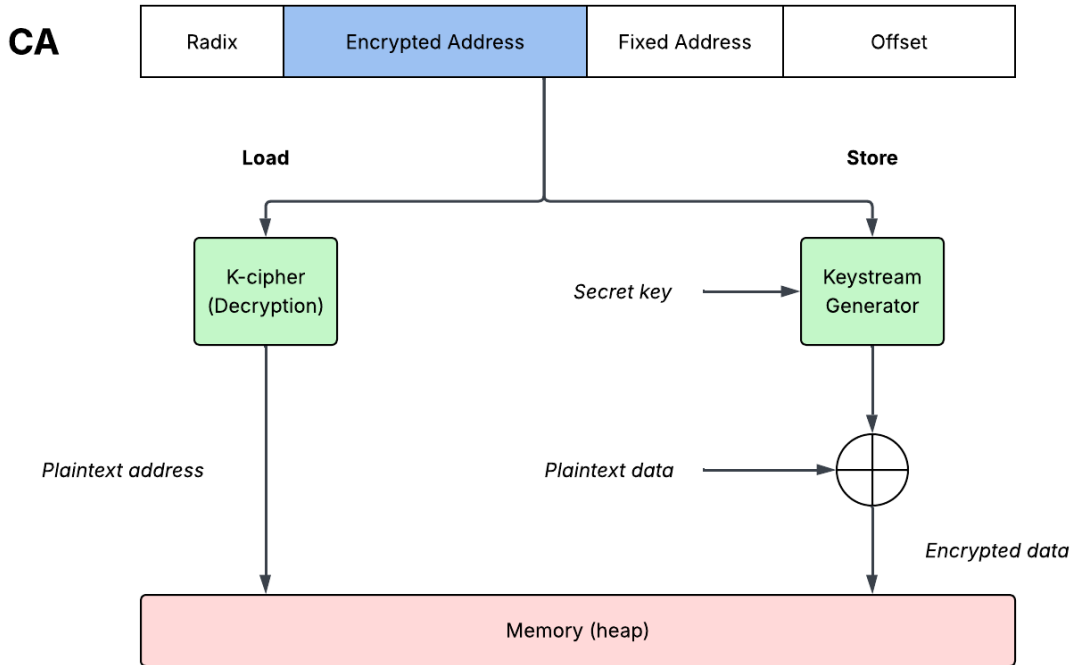 CA
Radix
Encrypted Address
Fixed Address
Offset
Load
Store
K-cipher
(Decryption)
Secret key
Keystream
Generator
Plaintext address
Plaintext data
Encrypted data
Memory (heap)